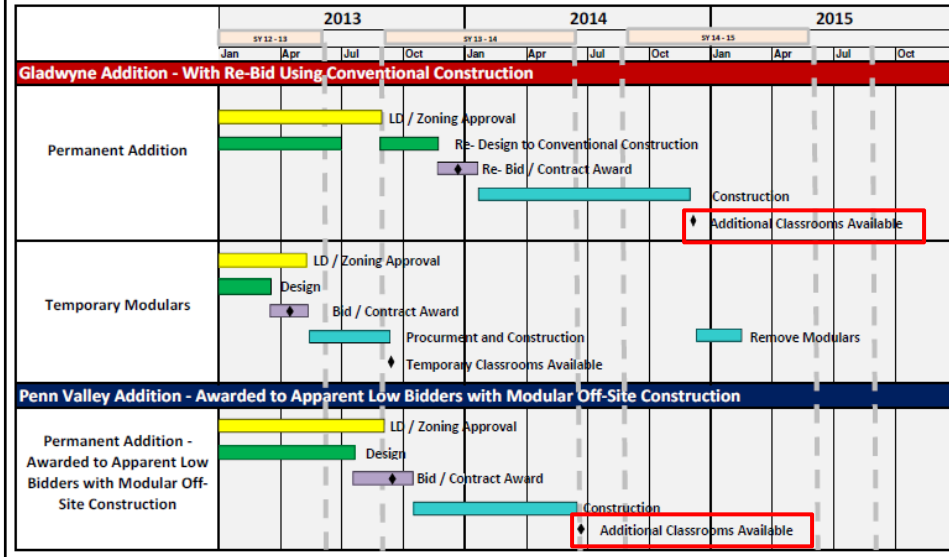 2013 2014 2015
SY 12 - 13 SY 13 - 14 SY 14 - 15
Jan Apr Jul Oct Jan Apr Jul Oct Jan Apr Jul Oct
Gladwyne Addition - With Re-Bid Using Conventional Construction
Permanent Addition
LD / Zoning Approval
Re- Design to Conventional Construction
Re- Bid / Contract Award
Construction
Additional Classrooms Available
Temporary Modulars
LD / Zoning Approval
Design
Bid / Contract Award
Procurment and Construction
Remove Modulars
Temporary Classrooms Available
Penn Valley Addition - Awarded to Apparent Low Bidders with Modular Off-Site Construction
Permanent Addition -
Awarded to Apparent Low
Bidders with Modular Off-
Site Construction
LD / Zoning Approval
Design
Bid / Contract Award
Construction
Additional Classrooms Available